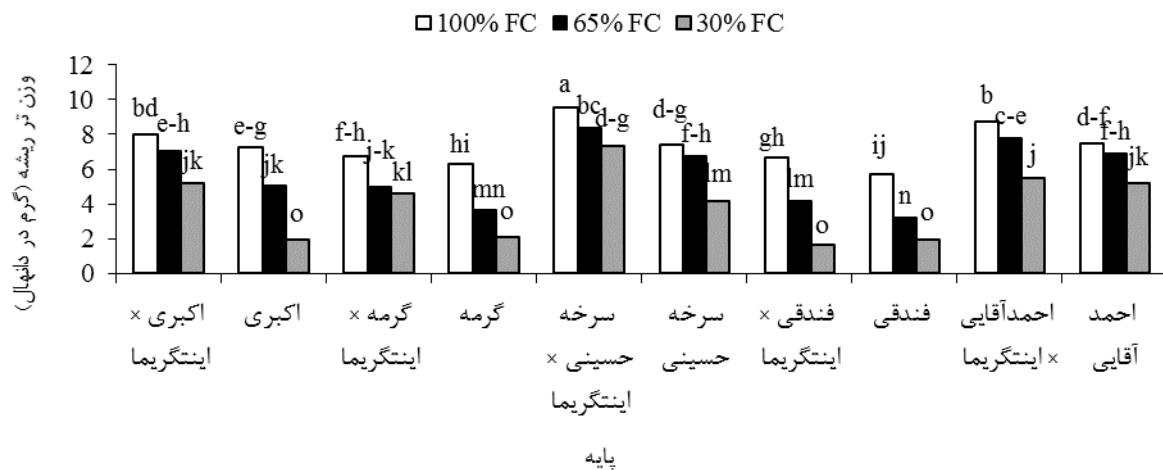 100% FC 65% FC 30% FC
وزن تر ریشه (گرم در دانهال)
12
10
8
6
4
2
0
bd e-h jk
e-g jk o
f-h j-k kl
hi mn o
a bc d-g
d-g f-h lm
gh lm o
ij n o
b c-e j
d-f f-h jk
اکبری ×
اینتگریما
اکبری
گرمه ×
اینتگریما
گرمه
سرخه
حسینی ×
اینتگریما
سرخه
حسینی
فندقی ×
اینتگریما
فندقی
احمدآقایی
× اینتگریما
احمد
آقایی
پایه